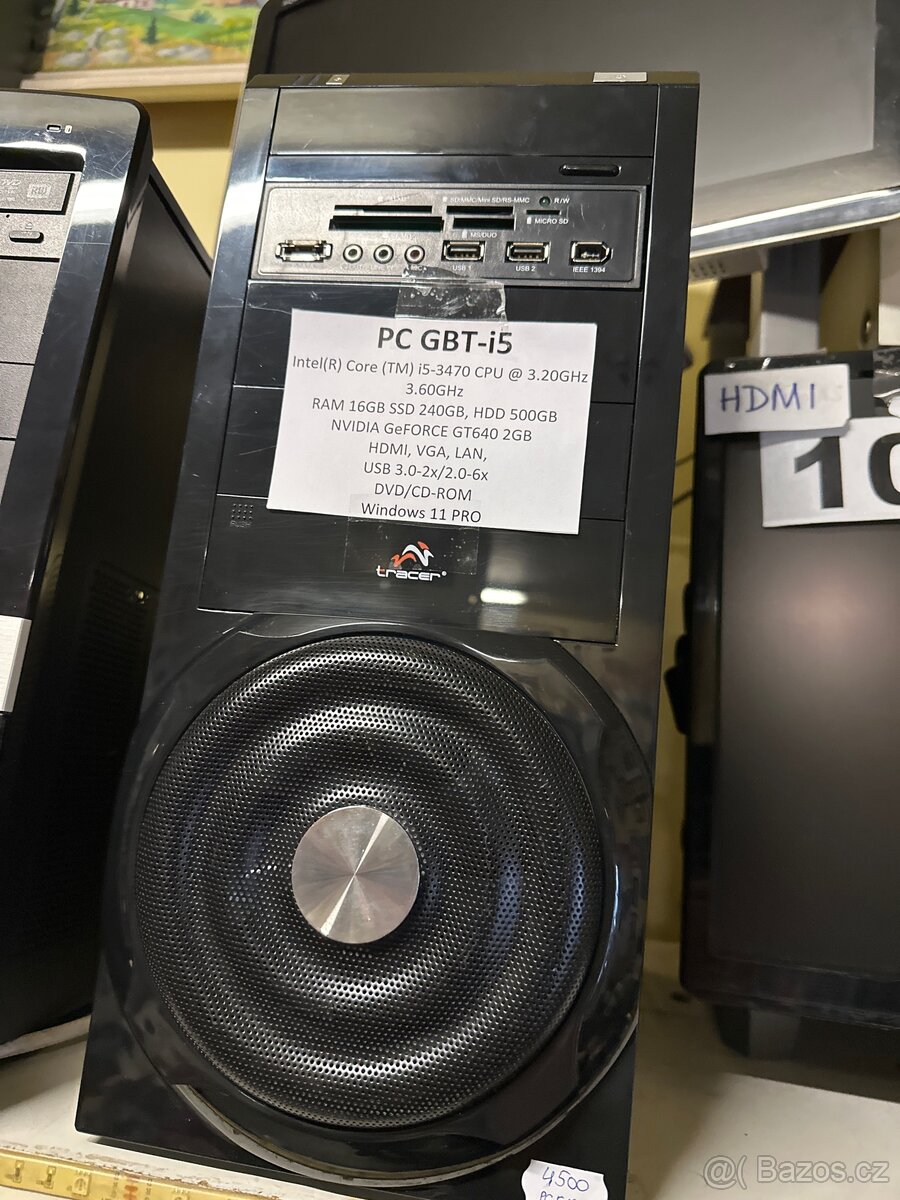 SD/MMC/Mini SD/RS-MMC
R/W
MICRO SD
MS/DUO
MIC
USB 1
USB 2
IEEE 1394
PC GBT-i5
Intel(R) Core (TM) i5-3470 CPU @ 3.20GHz
3.60GHz
RAM 16GB SSD 240GB, HDD 500GB
NVIDIA GeFORCE GT640 2GB
HDMI, VGA, LAN,
USB 3.0-2x/2.0-6x
DVD/CD-ROM
Windows 11 PRO
tracer®
HDMI
10
4500
@( Bazos.cz